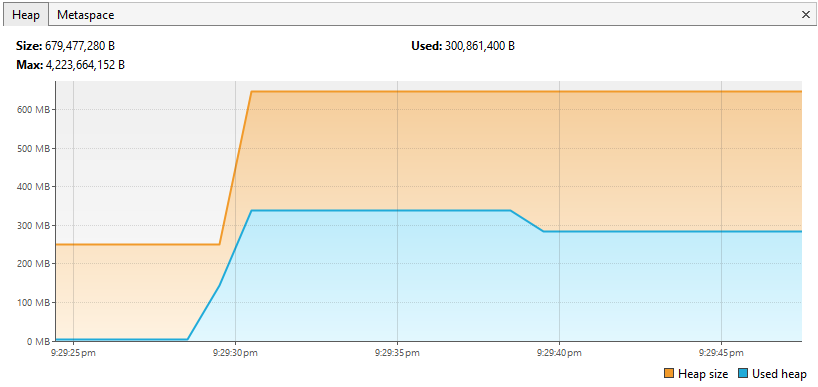 Heap Metaspace ×
Size: 679,477,280 B Used: 300,861,400 B
Max: 4,223,664,152 B
600 MB
500 MB
400 MB
300 MB
200 MB
100 MB
0 MB
9:29:25 pm 9:29:30 pm 9:29:35 pm 9:29:40 pm 9:29:45 pm
Heap size Used heap